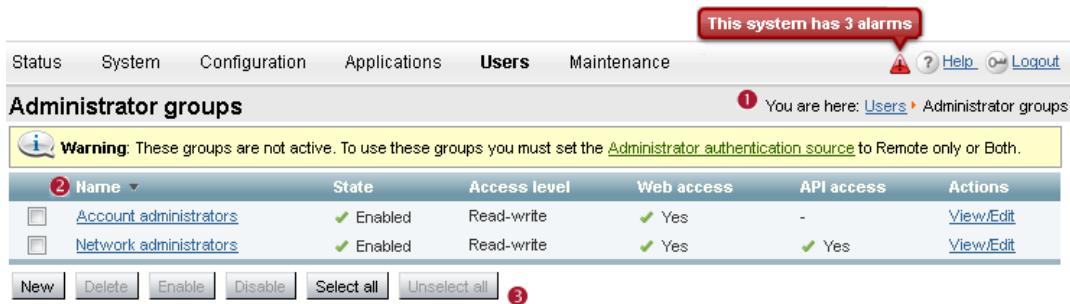 This system has 3 alarms
Status System Configuration Applications Users Maintenance ? Help Logout
Administrator groups 1 You are here: Users Administrator groups
i Warning: These groups are not active. To use these groups you must set the Administrator authentication source to Remote only or Both.
2 Name State Access level Web access API access Actions
Account administrators Enabled Read-write Yes - View/Edit
Network administrators Enabled Read-write Yes Yes View/Edit
New Delete Enable Disable Select all Unselect all 3